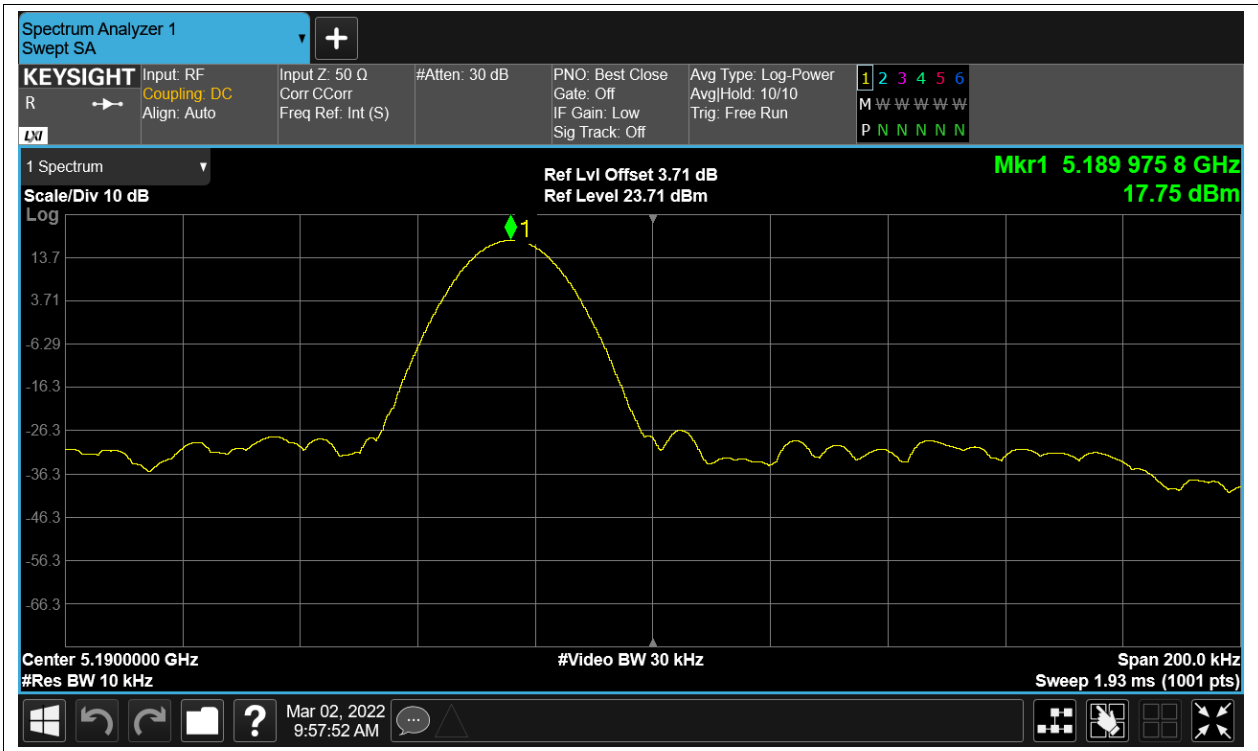 Spectrum Analyzer 1
Swept SA
KEYSIGHT
R
LXI
Input: RF
Coupling: DC
Align: Auto
Input Z: 50 Ω
Corr CCorr
Freq Ref: Int (S)
#Atten: 30 dB
PNO: Best Close
Gate: Off
IF Gain: Low
Sig Track: Off
Avg Type: Log-Power
Avg|Hold: 10/10
Trig: Free Run
1 2 3 4 5 6
M W W W W W W
P N N N N N
1 Spectrum
Scale/Div 10 dB
Log
Ref Lvl Offset 3.71 dB
Ref Level 23.71 dBm
Mkr1 5.189 975 8 GHz
17.75 dBm
1
13.7
3.71
-6.29
-16.3
-26.3
-36.3
-46.3
-56.3
-66.3
Center 5.1900000 GHz
#Res BW 10 kHz
#Video BW 30 kHz
Span 200.0 kHz
Sweep 1.93 ms (1001 pts)
?
Mar 02, 2022
9:57:52 AM